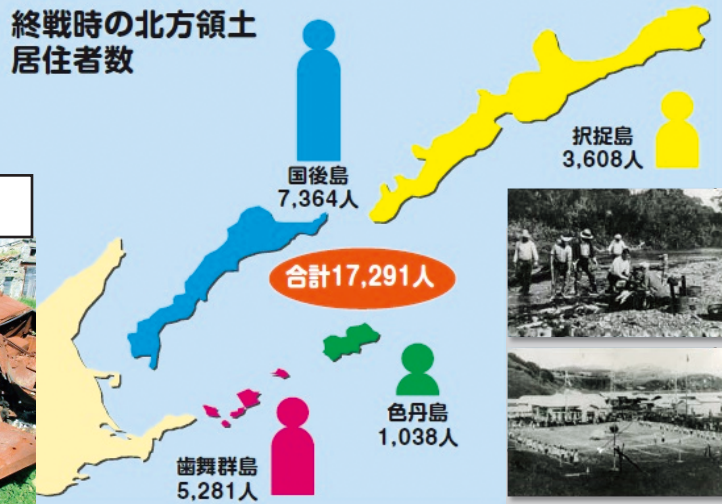 終戦時の北方領土
居住者数
択捉島
3,608人
国後島
7,364人
合計17,291人
色丹島
1,038人
歯舞群島
5,281人